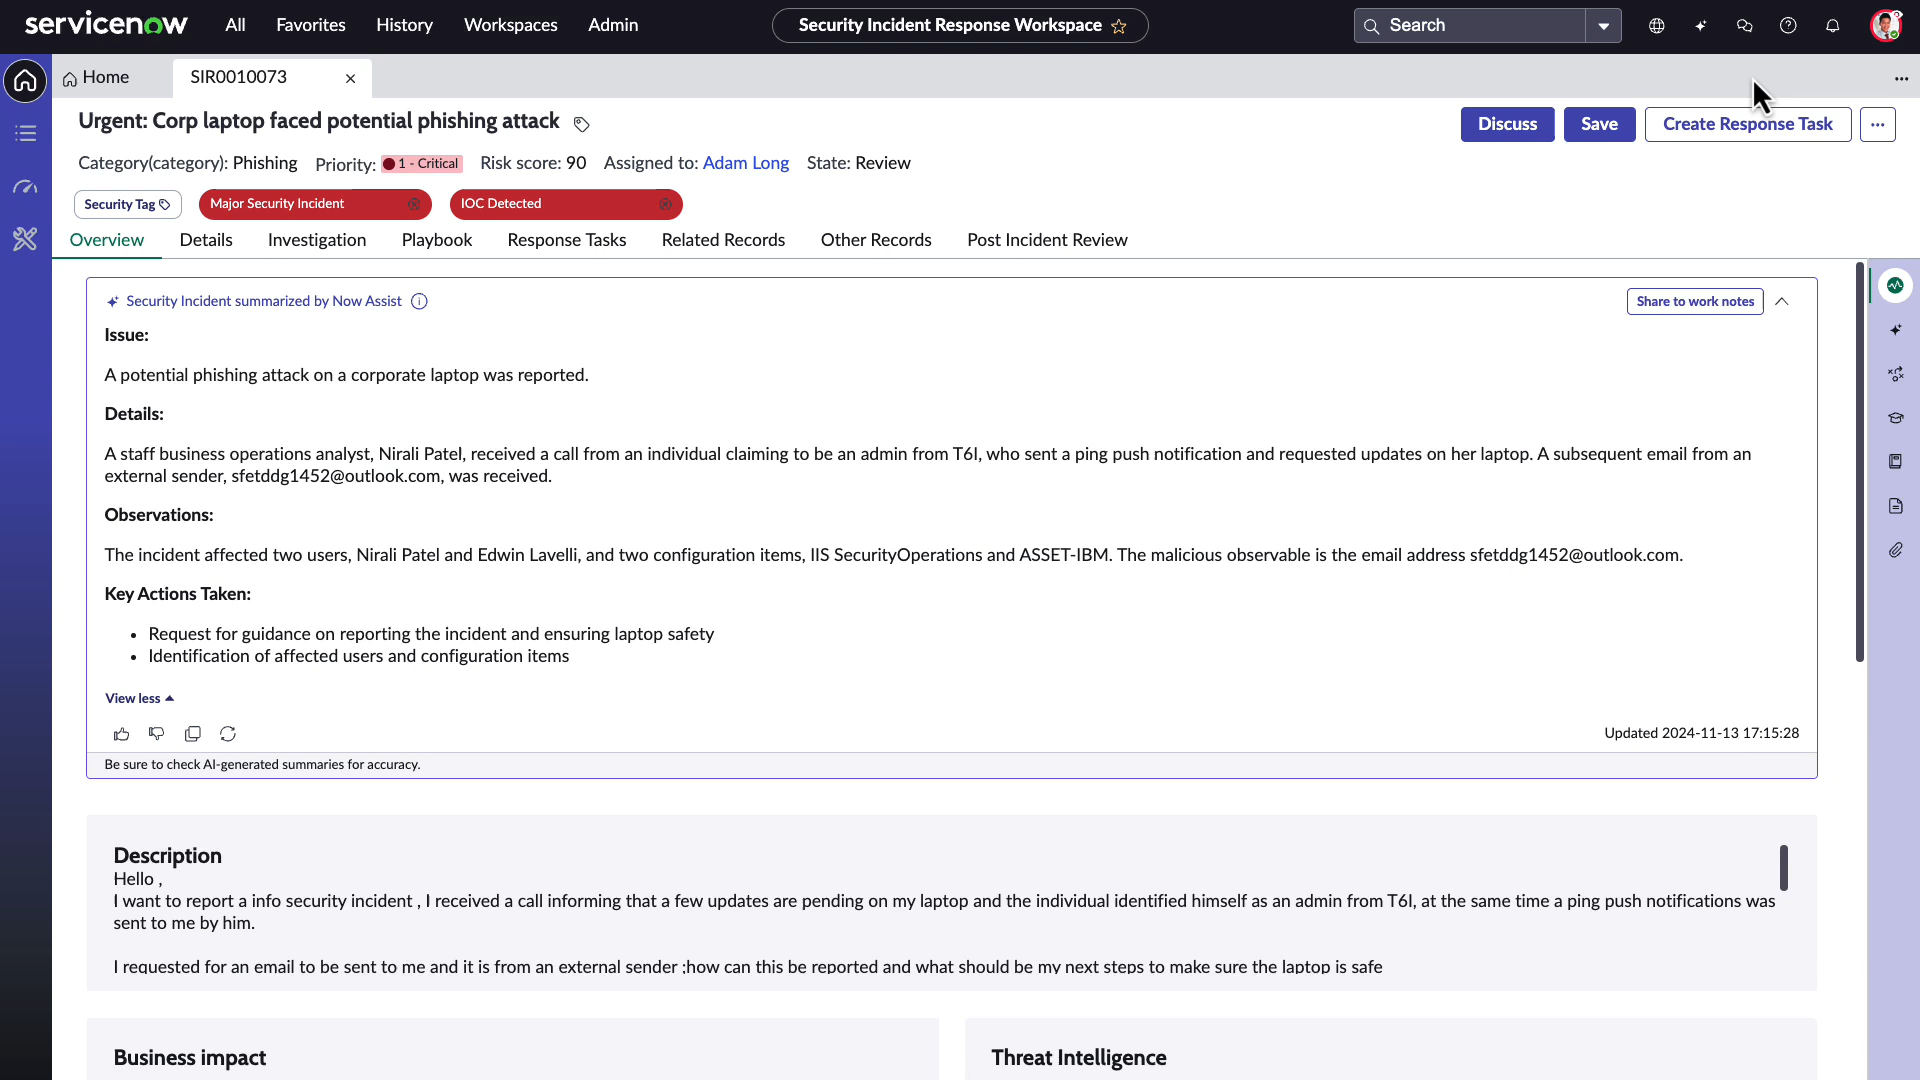 servicenow
All
Favorites
History
Workspaces
Admin
Security Incident Response Workspace
Search
Home
SIR0010073
Urgent: Corp laptop faced potential phishing attack
Discuss
Save
Create Response Task
Category(category): Phishing
Priority: 1 - Critical
Risk score: 90
Assigned to: Adam Long
State: Review
Security Tag
Major Security Incident
IOC Detected
Overview
Details
Investigation
Playbook
Response Tasks
Related Records
Other Records
Post Incident Review
Security Incident summarized by Now Assist
Share to work notes
Issue:
A potential phishing attack on a corporate laptop was reported.
Details:
A staff business operations analyst, Nirali Patel, received a call from an individual claiming to be an admin from T6I, who sent a ping push notification and requested updates on her laptop. A subsequent email from an
external sender, sfetddg1452@outlook.com, was received.
Observations:
The incident affected two users, Nirali Patel and Edwin Lavelli, and two configuration items, IIS SecurityOperations and ASSET-IBM. The malicious observable is the email address sfetddg1452@outlook.com.
Key Actions Taken:
• Request for guidance on reporting the incident and ensuring laptop safety
• Identification of affected users and configuration items
View less
Updated 2024-11-13 17:15:28
Be sure to check AI-generated summaries for accuracy.
Description
Hello ,
I want to report a info security incident , I received a call informing that a few updates are pending on my laptop and the individual identified himself as an admin from T6I, at the same time a ping push notifications was
sent to me by him.
I requested for an email to be sent to me and it is from an external sender ;how can this be reported and what should be my next steps to make sure the laptop is safe
Business impact
Threat Intelligence